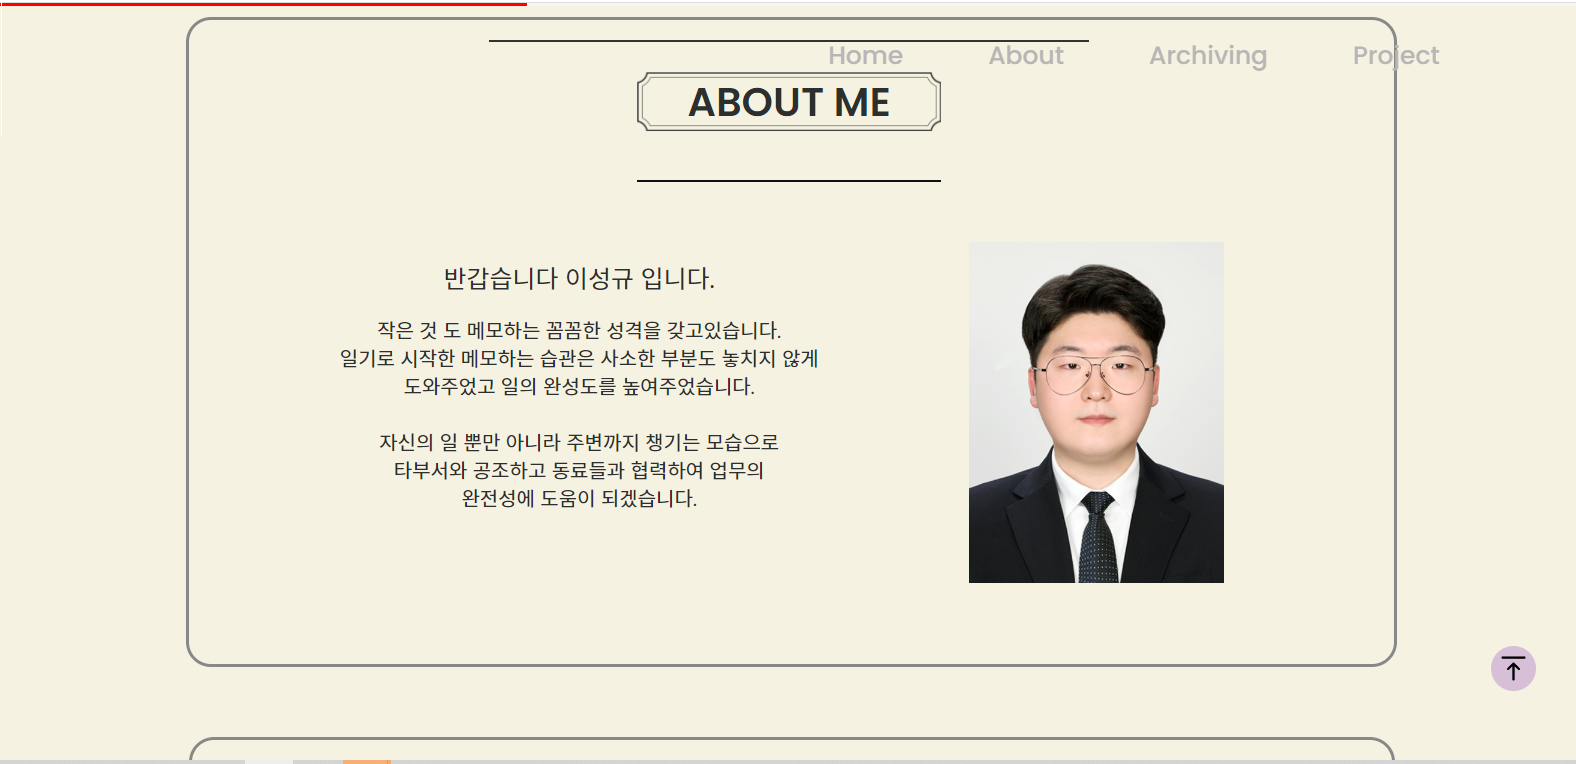 Home About Archiving Project
ABOUT ME
반갑습니다 이성규 입니다.
작은 것 도 메모하는 꼼꼼한 성격을 갖고있습니다.
일기로 시작한 메모하는 습관은 사소한 부분도 놓치지 않게
도와주었고 일의 완성도를 높여주었습니다.
자신의 일 뿐만 아니라 주변까지 챙기는 모습으로
타부서와 공조하고 동료들과 협력하여 업무의
완전성에 도움이 되겠습니다.